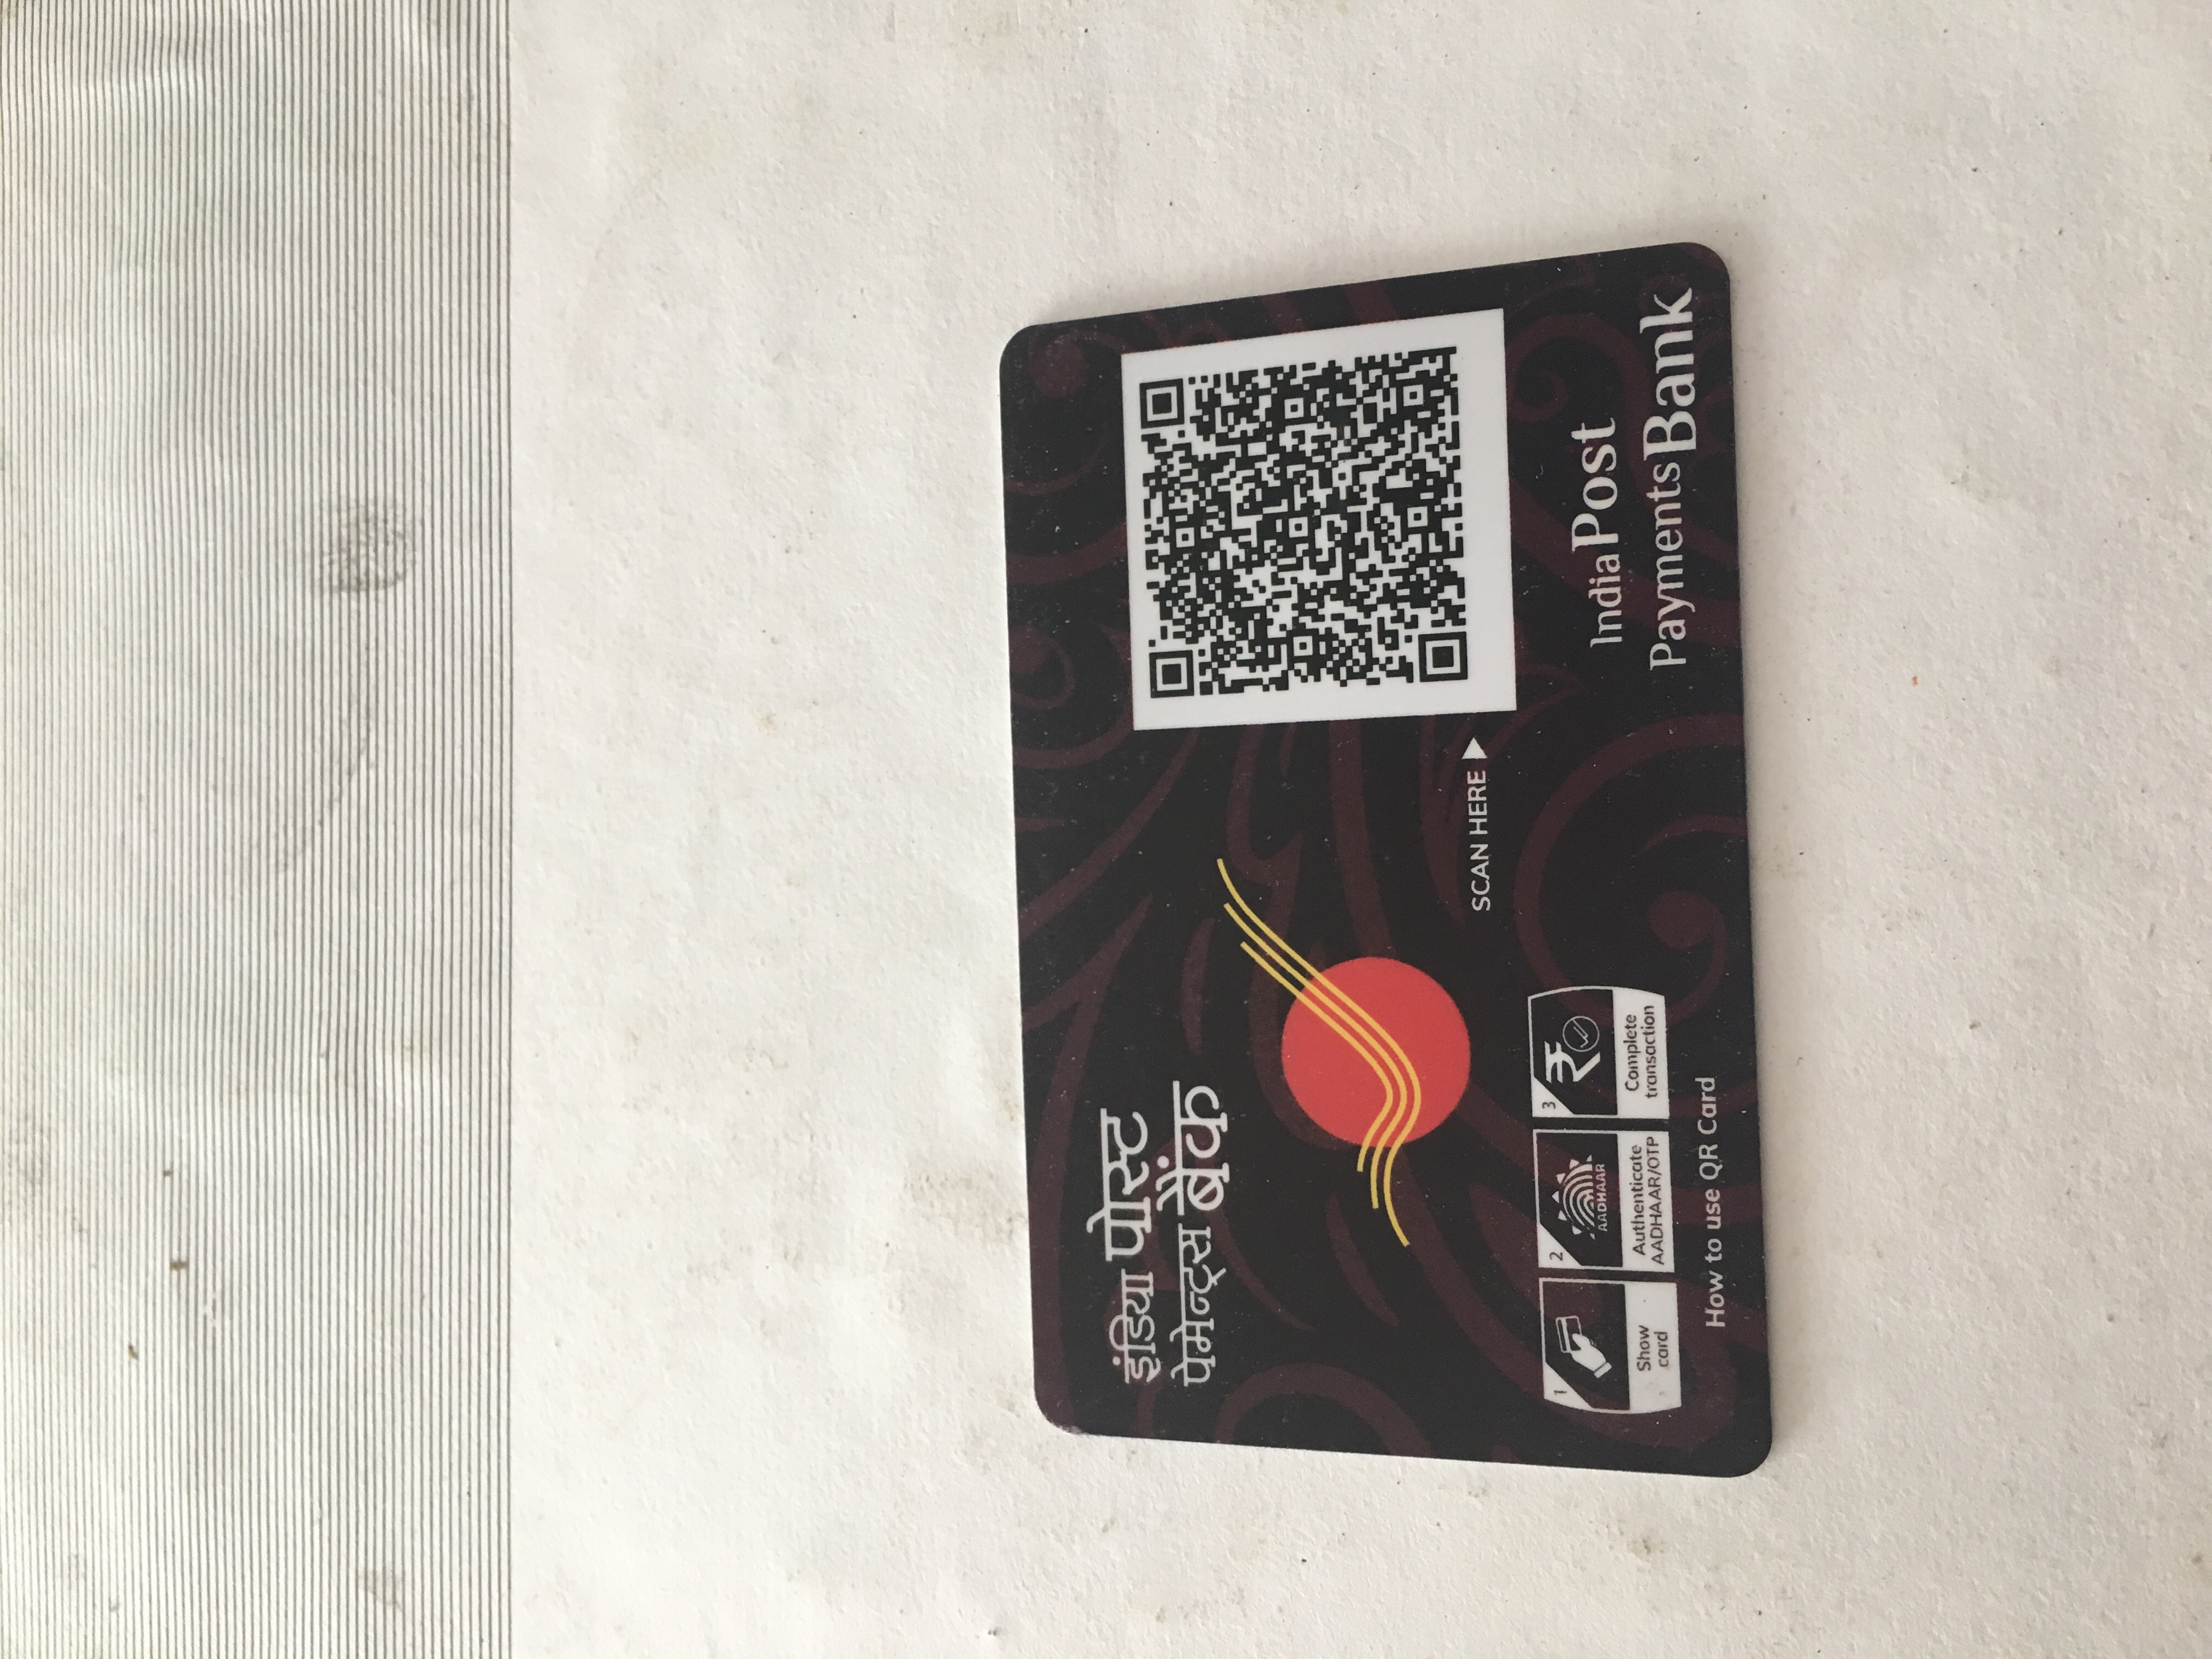 इंडिया पोस्ट
पेमेन्ट्स बैंक
SCAN HERE
1
Show
card
2
AADHAAR
Authenticate
AADHAAR/OTP
3
₹
Complete
transaction
How to use QR Card
India Post
Payments Bank